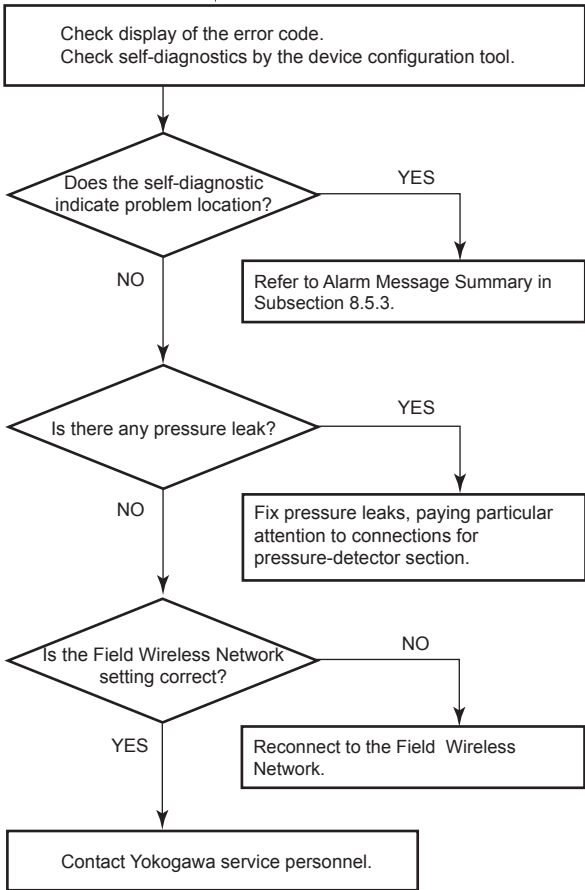 Check display of the error code.
Check self-diagnostics by the device configuration tool.
Does the self-diagnostic
indicate problem location?
YES
NO
Refer to Alarm Message Summary in
Subsection 8.5.3.
Is there any pressure leak?
YES
NO
Fix pressure leaks, paying particular
attention to connections for
pressure-detector section.
Is the Field Wireless Network
setting correct?
NO
YES
Reconnect to the Field Wireless
Network.
Contact Yokogawa service personnel.